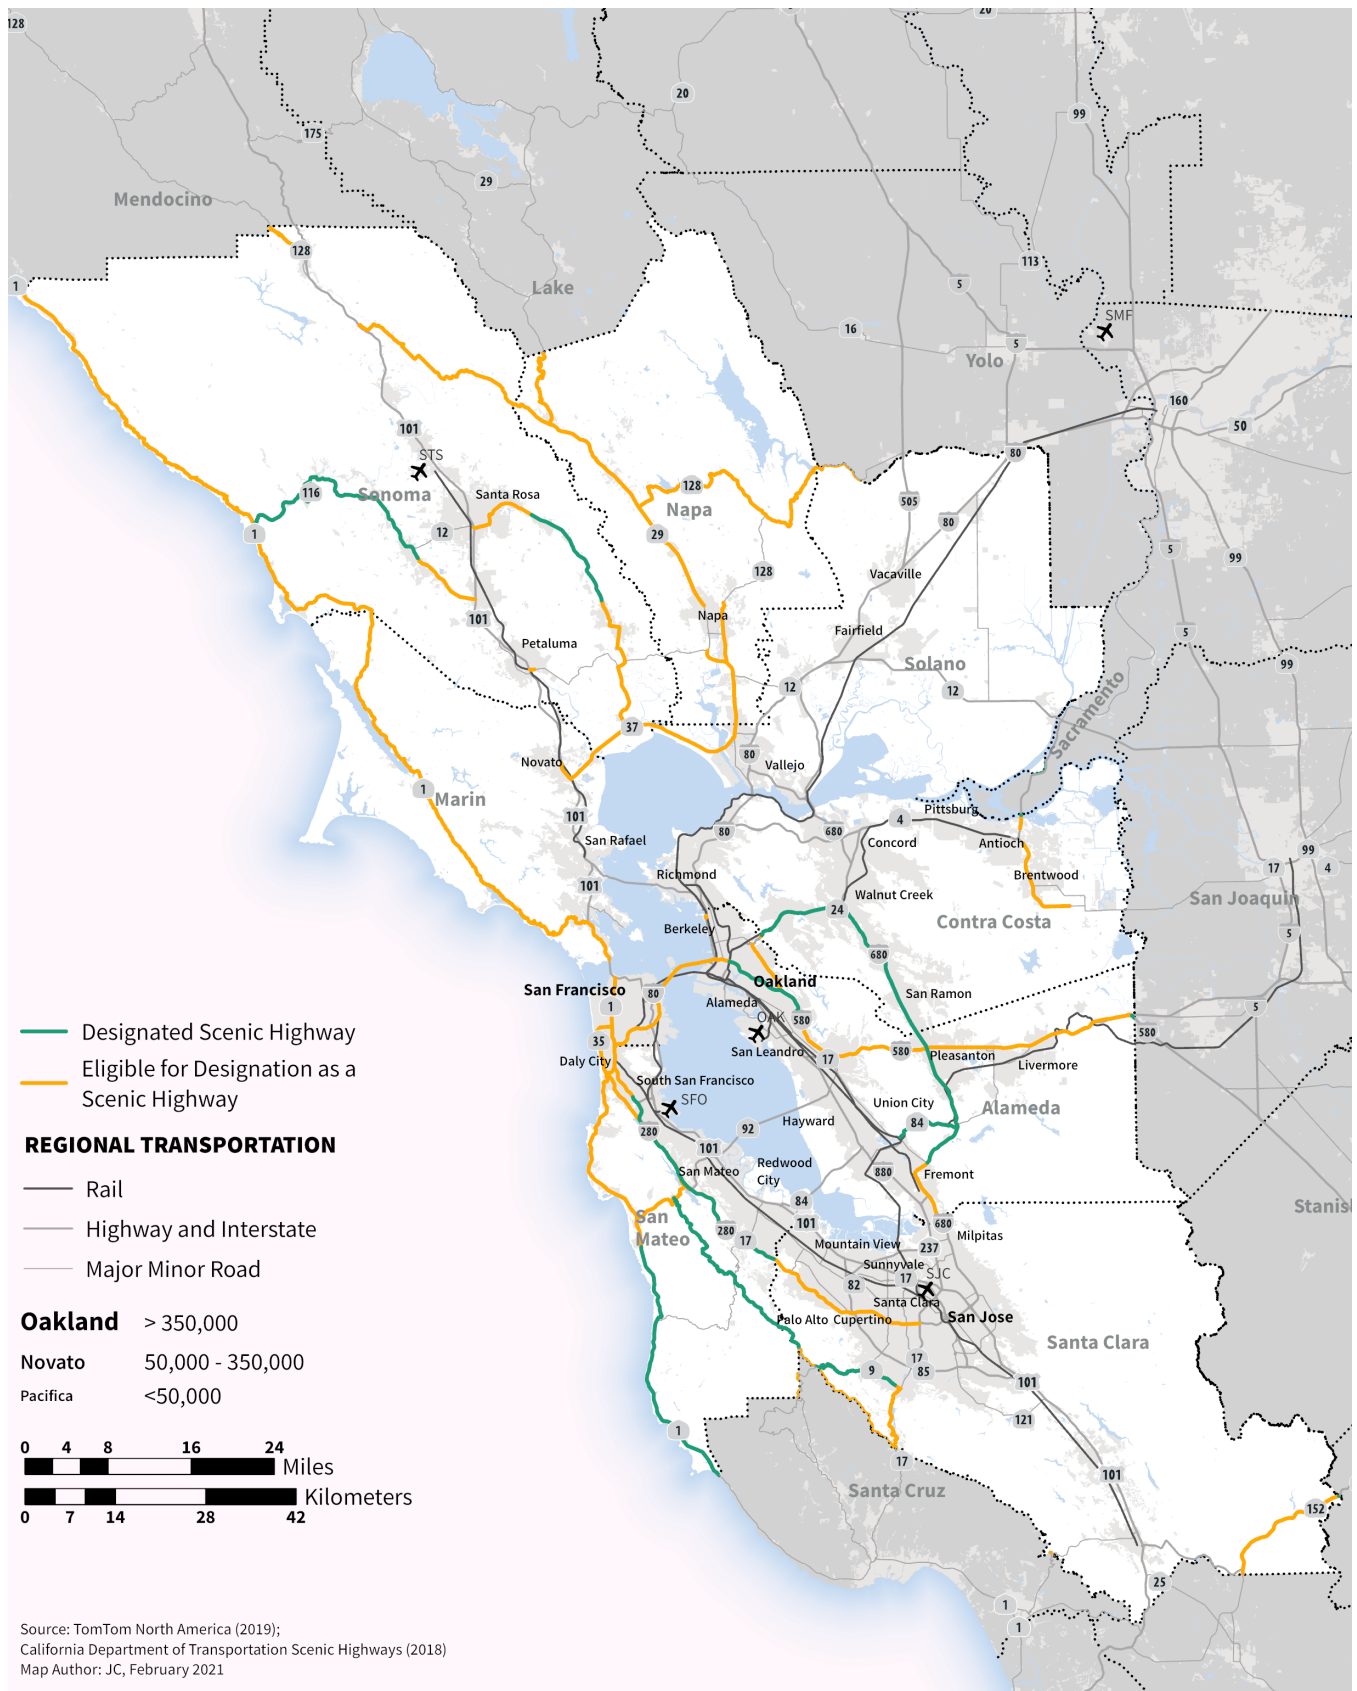 128
20
20
99
175
29
Mendocino
128
113
1
Lake
5
SMF
16
5
Yolo
160
50
101
STS
80
128
116
Sonoma
Santa Rosa
Napa
505
80
1
12
29
5
99
128
Vacaville
Napa
101
Fairfield
5
Petaluma
Solano
99
12
12
Sacramento
37
80
Novato
Vallejo
1
Marin
Pittsburg
101
80
680
4
San Rafael
Concord
Antioch
99
17
4
Richmond
Brentwood
101
Walnut Creek
San Joaquin
24
Contra Costa
Berkeley
5
680
Oakland
San Francisco
80
San Ramon
Alameda
1
5
OAK
580
Designated Scenic Highway
580
35
San Leandro
580
Pleasanton
17
Daly City
Livermore
Eligible for Designation as a
Scenic Highway
South San Francisco
SFO
Union City
Alameda
84
92
Hayward
280
REGIONAL TRANSPORTATION
101
Redwood
City
San Mateo
880
Fremont
Rail
84
Stanisl
San
Mateo
101
680
Highway and Interstate
280
17
Milpitas
Mountain View
237
Sunnyvale
Major Minor Road
17
SJC
82
Santa Clara
San Jose
Palo Alto
Cupertino
Oakland > 350,000
Santa Clara
Novato 50,000 - 350,000
17
9
85
101
Pacifica <50,000
121
1
0 4 8 16 24
Miles
17
101
Santa Cruz
Kilometers
0 7 14 28 42
152
25
1
1
Source: TomTom North America (2019);
California Department of Transportation Scenic Highways (2018)
Map Author: JC, February 2021